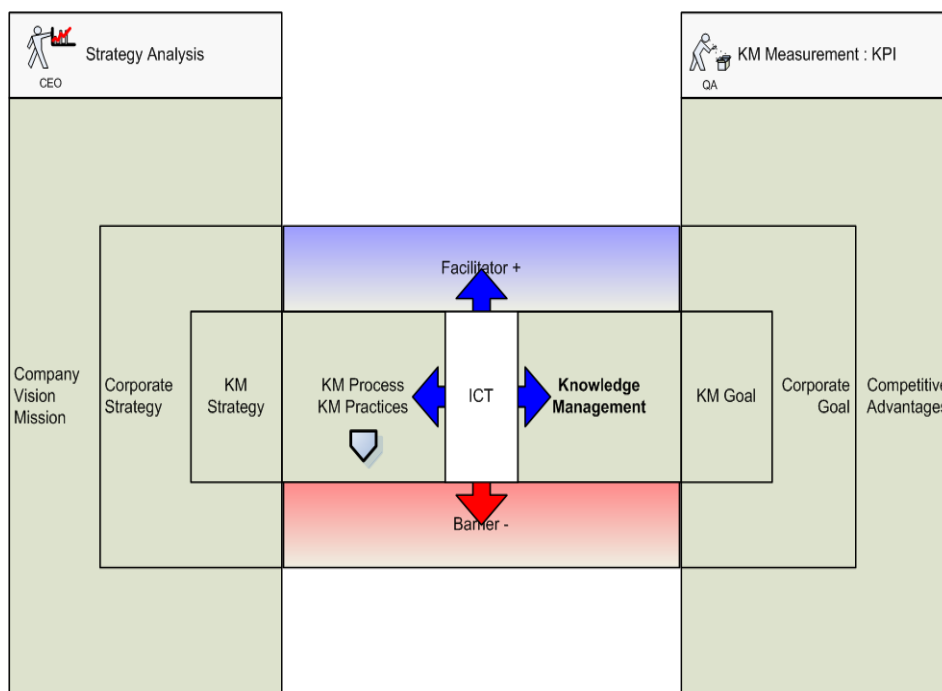 Strategy Analysis
CEO
KM Measurement : KPI
QA
Facilitator +
Company
Vision
Mission
Corporate
Strategy
KM
Strategy
KM Process
KM Practices
ICT
Knowledge
Management
KM Goal
Corporate
Goal
Competitive
Advantages
Barrier -